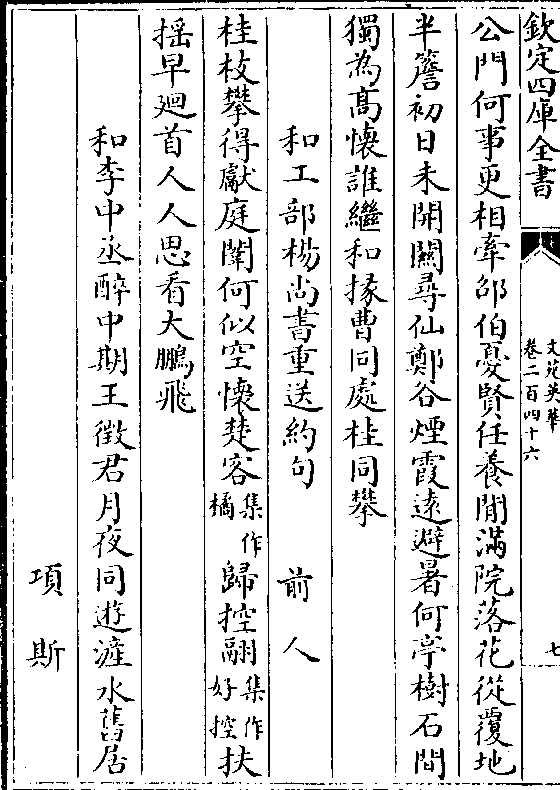 欽定四庫全書
文苑英華
卷二百四十六
七
公門何事更相牽邵伯憂賢任養閒滿院落花從覆地
半簷初日未開關尋仙鄭谷煙霞遠避暑何亭樹石間
獨為髙懷誰繼和掾曹同處桂同攀
和工部楊尚書重送約句 前人
桂枝攀得獻庭闈何似空懷楚客
集作
橘
歸控翮
集作
好控
扶
揺早廻首人人思看大鵬飛
和李中丞醉中期王徵君月夜同遊滻水舊居
項斯